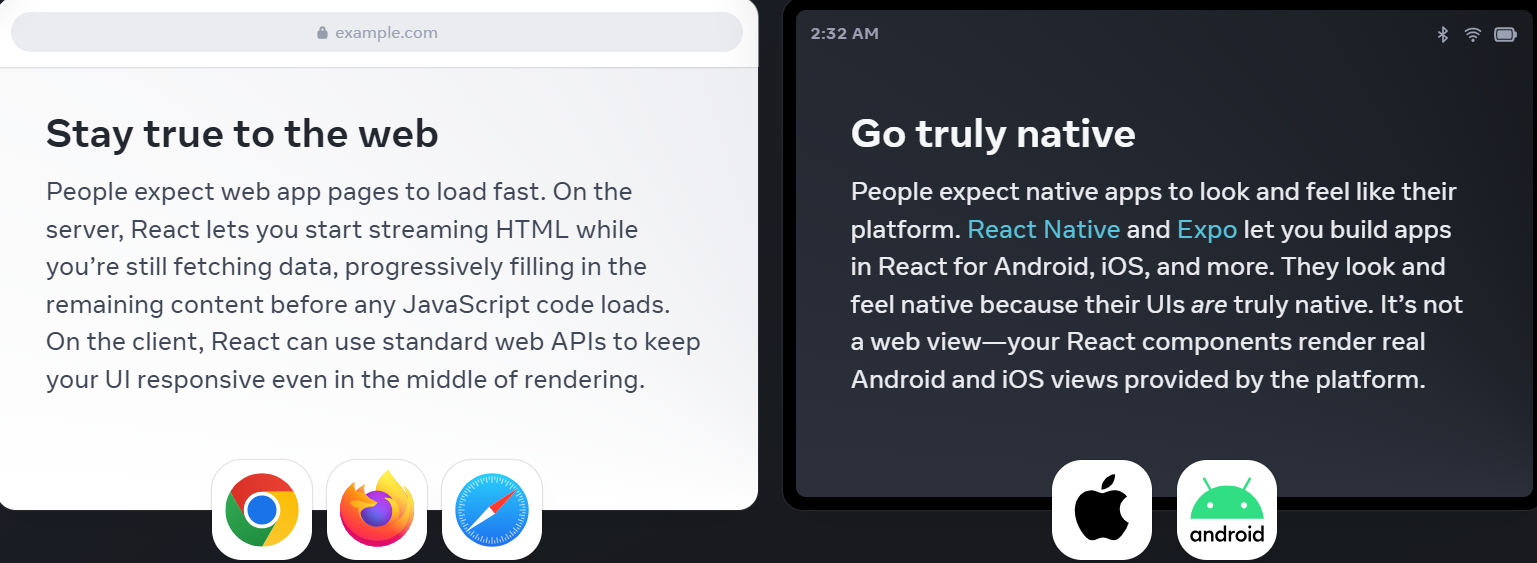 example.com
Stay true to the web
People expect web app pages to load fast. On the
server, React lets you start streaming HTML while
you’re still fetching data, progressively filling in the
remaining content before any JavaScript code loads.
On the client, React can use standard web APIs to keep
your UI responsive even in the middle of rendering.
2:32 AM
Go truly native
People expect native apps to look and feel like their
platform. React Native and Expo let you build apps
in React for Android, iOS, and more. They look and
feel native because their UIs are truly native. It’s not
a web view—your React components render real
Android and iOS views provided by the platform.
android